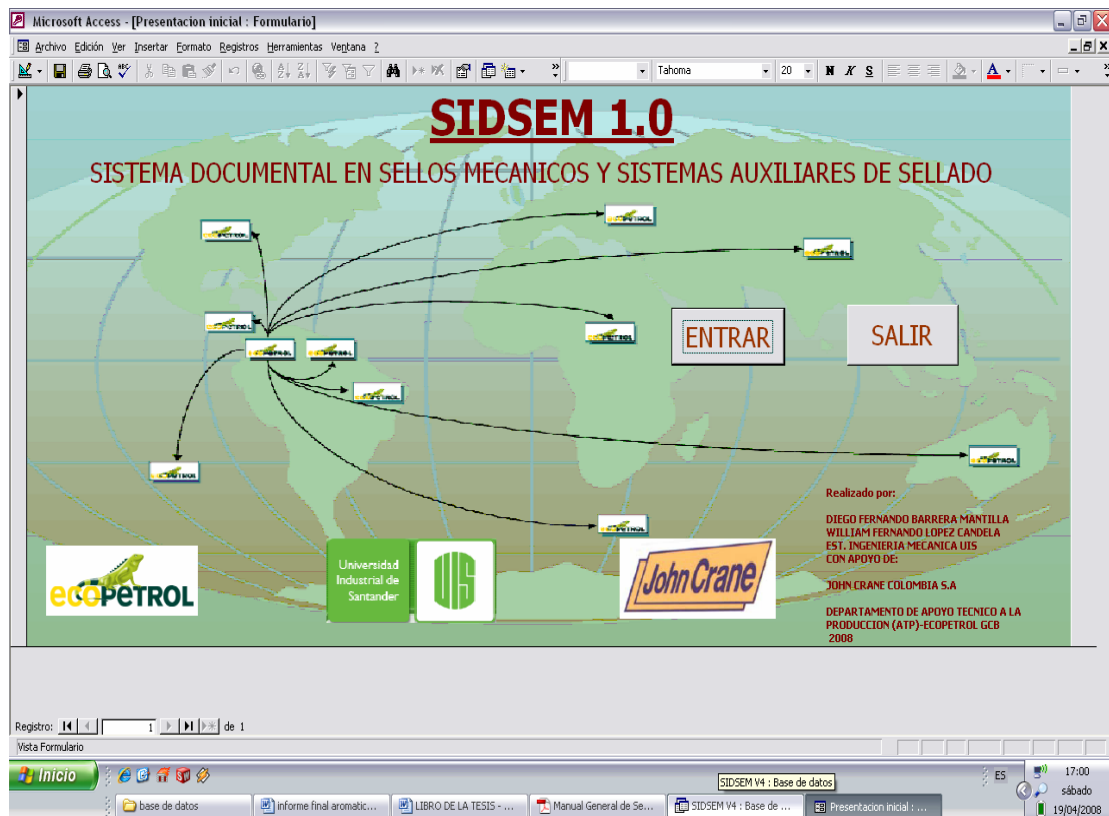 Microsoft Access - [Presentacion inicial : Formulario]
Archivo Edición Ver Insertar Formato Registros Herramientas Ventana ?
Tahoma 20 N K S
SIDSEM 1.0
SISTEMA DOCUMENTAL EN SELLOS MECANICOS Y SISTEMAS AUXILIARES DE SELLADO
ENTRAR
SALIR
Realizado por:
DIEGO FERNANDO BARRERA MANTILLA
WILLIAM FERNANDO LOPEZ CANDELA
EST. INGENIERIA MECANICA UIS
CON APOYO DE:
JOHN CRANE COLOMBIA S.A
DEPARTAMENTO DE APOYO TECNICO A LA
PRODUCCION (ATP)-ECOPETROL GCB
2008
ecoPETROL
Universidad
Industrial de
Santander
UIS
John Crane
Registro: 1 de 1
Vista Formulario
SIDSEM V4 : Base de datos
Inicio
ES
17:00
sábado
19/04/2008
base de datos
informe final aromatic...
LIBRO DE LA TESIS - ...
Manual General de Se...
SIDSEM V4 : Base de ...
Presentacion inicial : ...